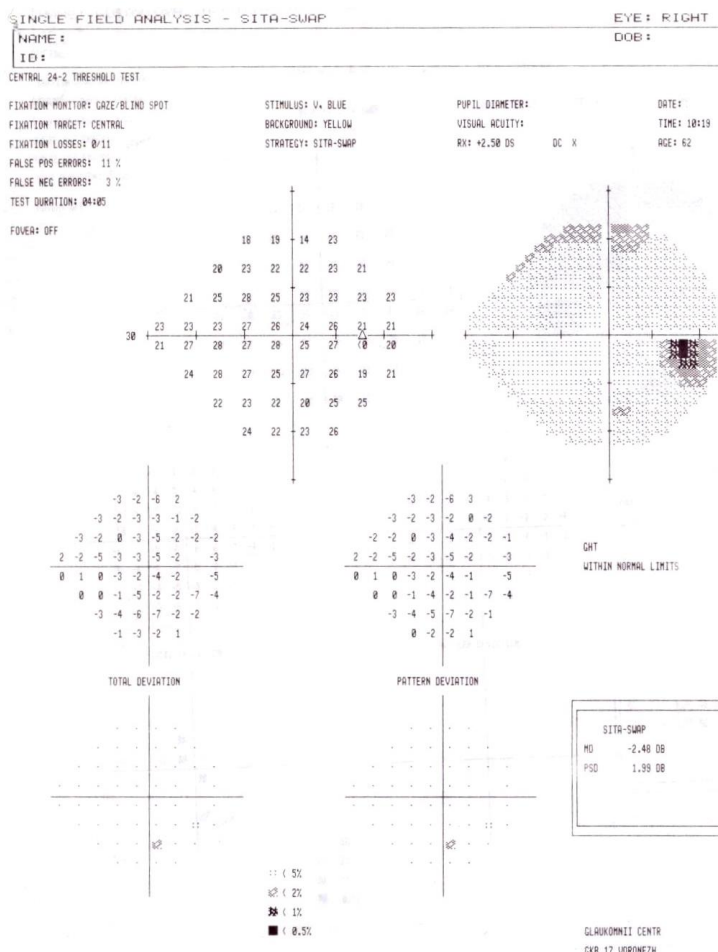 SINGLE FIELD ANALYSIS - SITA-SWAP EYE: RIGHT
NAME: DOB:
ID:
CENTRAL 24-2 THRESHOLD TEST
FIXATION MONITOR: GAZE/BLIND SPOT STIMULUS: V, BLUE PUPIL DIAMETER: DATE:
FIXATION TARGET: CENTRAL BACKGROUND: YELLOW VISUAL ACUITY: TIME: 10:19
FIXATION LOSSES: 0/11 STRATEGY: SITA-SWAP RX: +2.50 DS DC X AGE: 62
FALSE POS ERRORS: 11 %
FALSE NEG ERRORS: 3 %
TEST DURATION: 04:05
FOVEA: OFF
18 19 14 23
20 23 22 22 23 21
21 25 28 25 23 23 23 23
23 23 23 27 26 24 26 21 21
30
21 27 28 27 28 25 27 <0 20
24 28 27 25 27 26 19 21
22 23 22 20 25 25
24 22 23 26
-3 -2 -6 2 -3 -2 -6 3
-3 -2 -3 -3 -1 -2 -3 -2 -3 -2 0 -2
-3 -2 0 -3 -5 -2 -2 -2 -2 -2 0 -3 -4 -2 -2 -1
2 -2 -5 -3 -3 -5 -2 -3 2 -2 -5 -2 -3 -5 -2 -3
0 1 0 -3 -2 -4 -2 -5 0 1 0 -3 -2 -4 -1 -5
0 0 -1 -5 -2 -2 -7 -4 0 0 -1 -4 -2 -1 -7 -4
-3 -4 -6 -7 -2 -2 -3 -4 -5 -7 -2 -1
-1 -3 -2 1 0 -2 -2 1
GHT
WITHIN NORMAL LIMITS
TOTAL DEVIATION PATTERN DEVIATION
SITA-SWAP
MD -2.48 DB
PSD 1.99 DB
< 5%
< 2%
< 1%
< 0.5%
GLAUKOMNII CENTR
GKB 17 VORONEZH